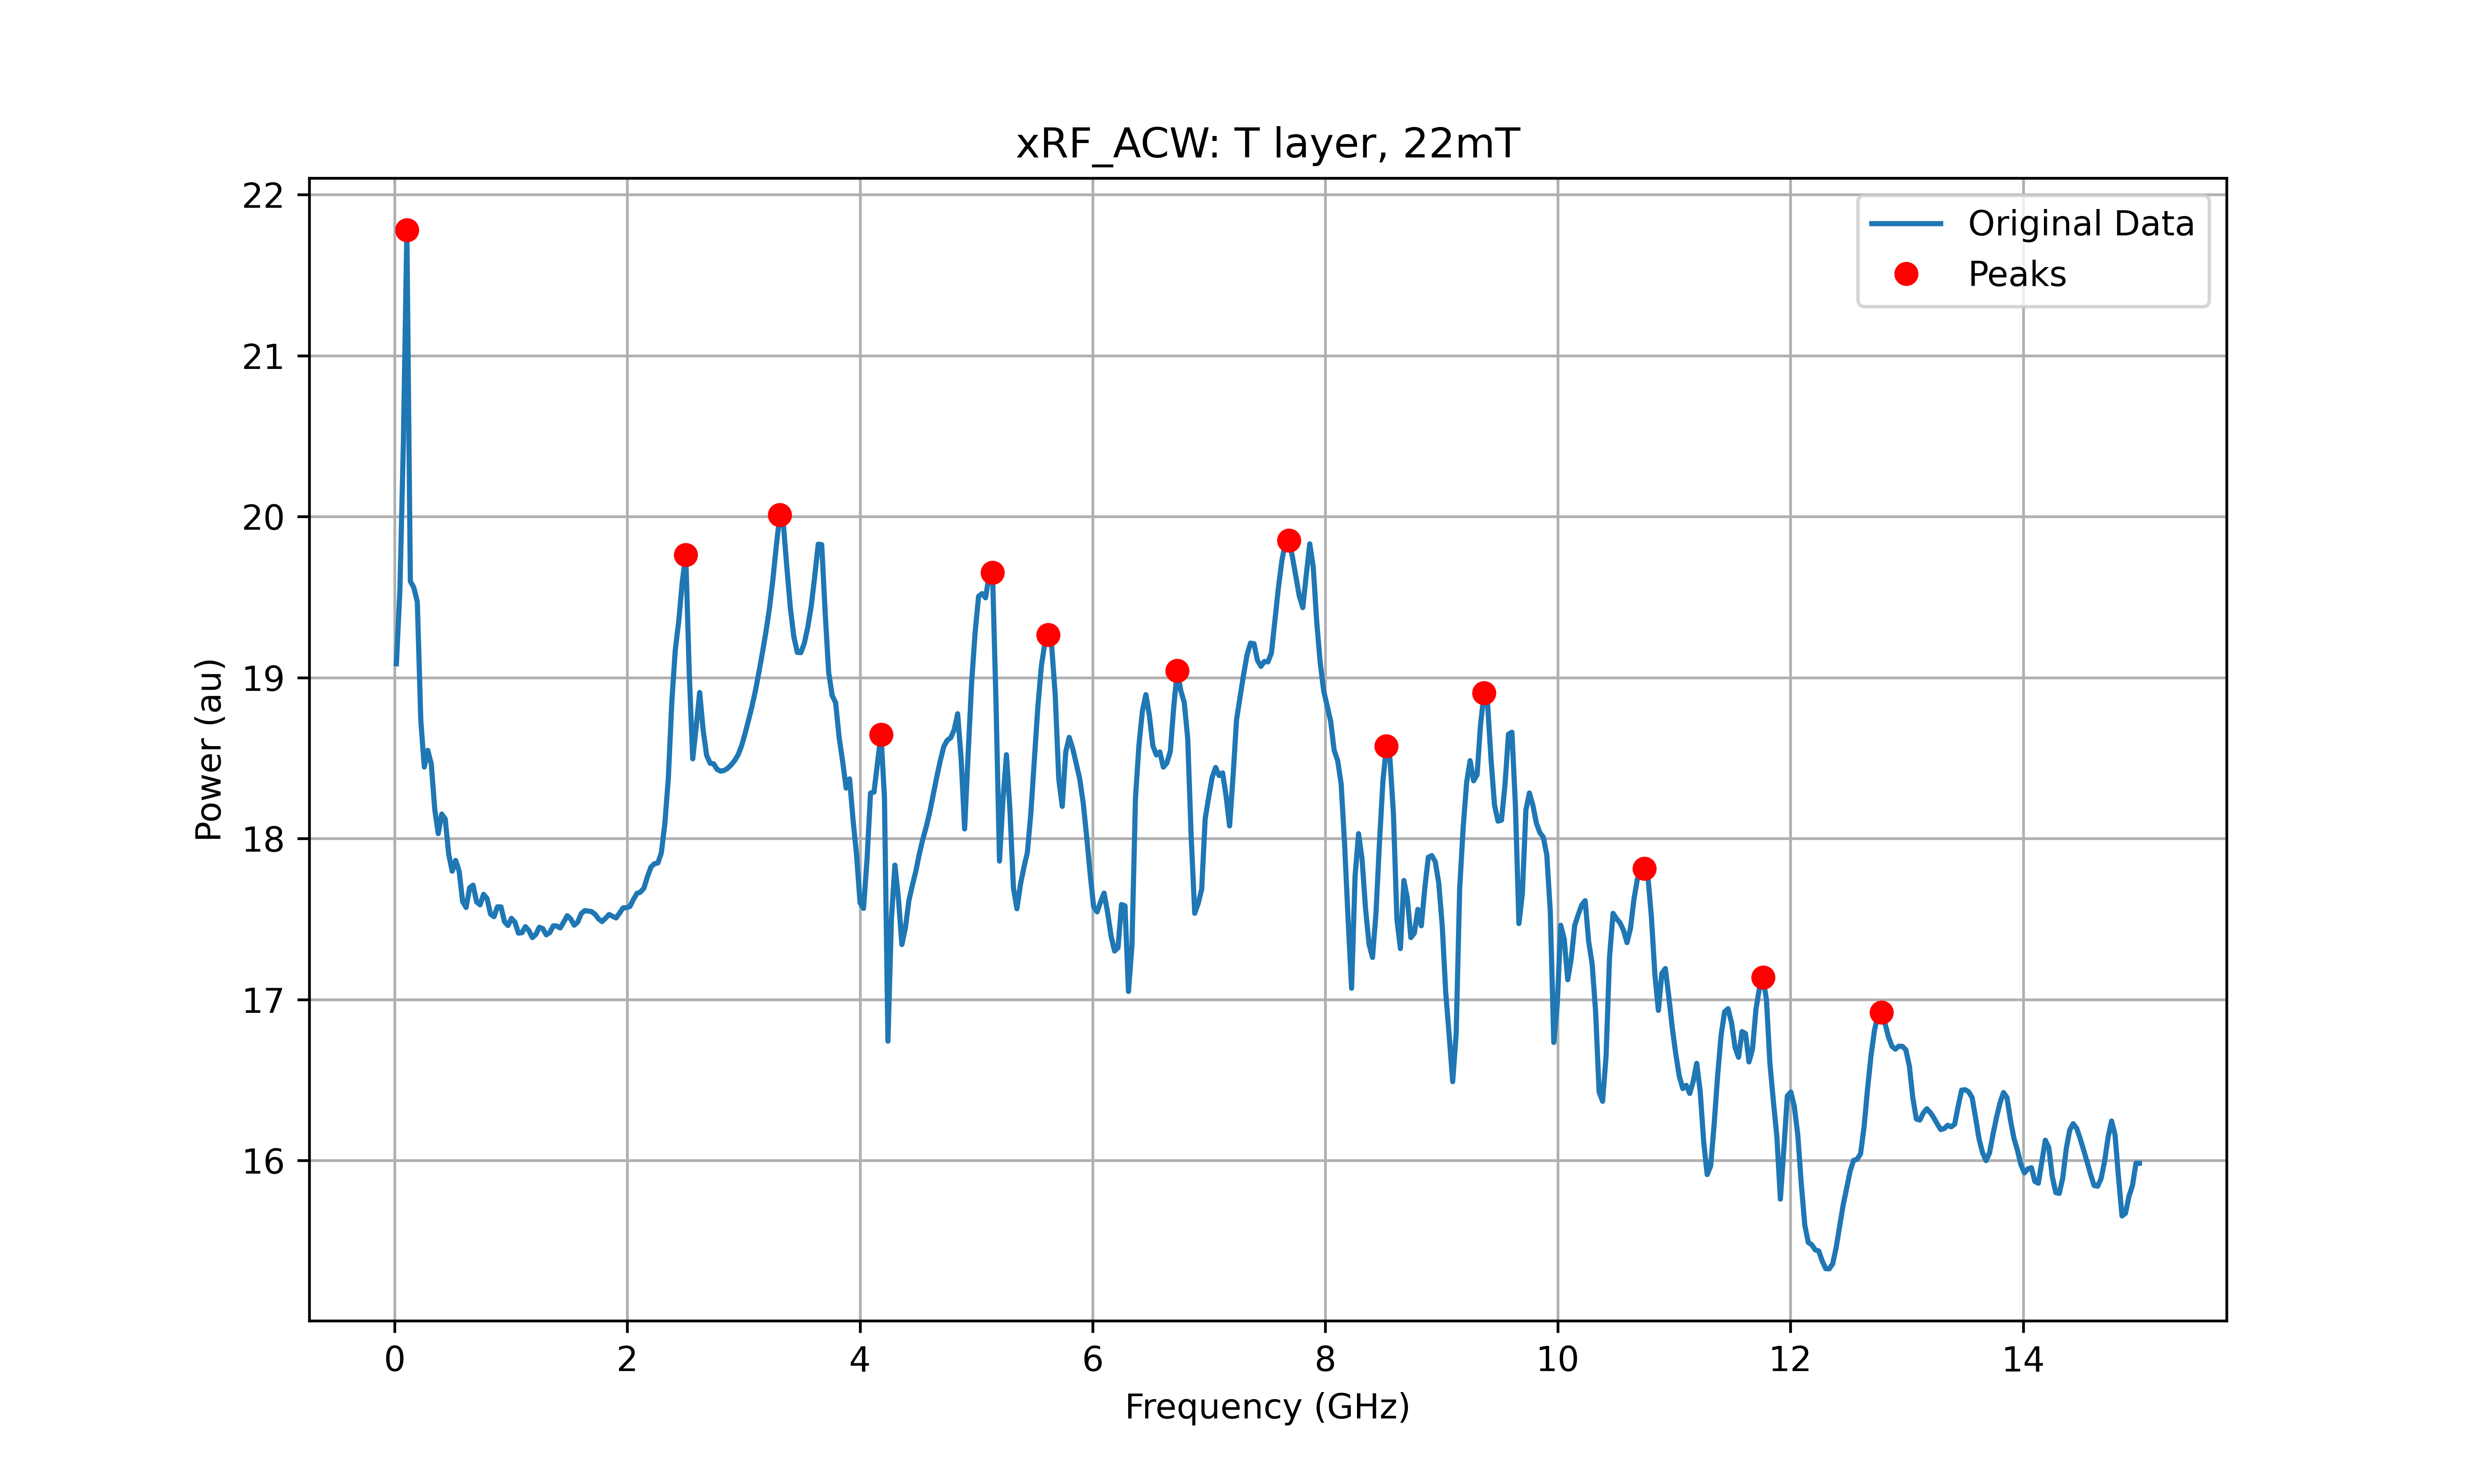 xRF_ACW: T layer, 22mT
Original Data
Peaks
22
21
20
19
18
17
16
Power (au)
0 2 4 6 8 10 12 14
Frequency (GHz)